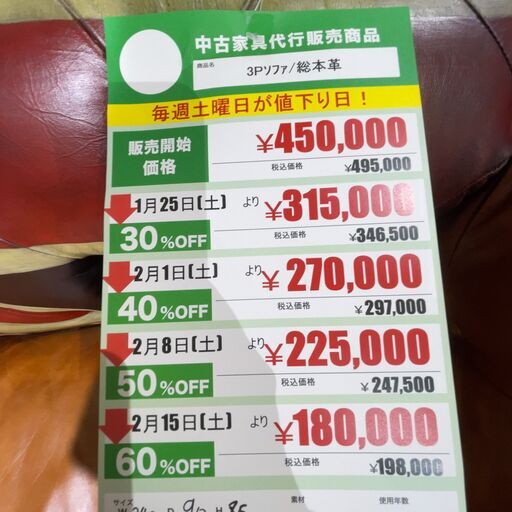 中古家具代行販売商品
商品名 3Pソファ/総本革
毎週土曜日が値下り日!
販売開始価格 ¥450,000
税込価格 ¥495,000
1月25日(土) より ¥315,000
30%OFF 税込価格 ¥346,500
2月1日(土) より ¥270,000
40%OFF 税込価格 ¥297,000
2月8日(土) より ¥225,000
50%OFF 税込価格 ¥247,500
2月15日(土) より ¥180,000
60%OFF 税込価格 ¥198,000
サイズ 素材 使用年数